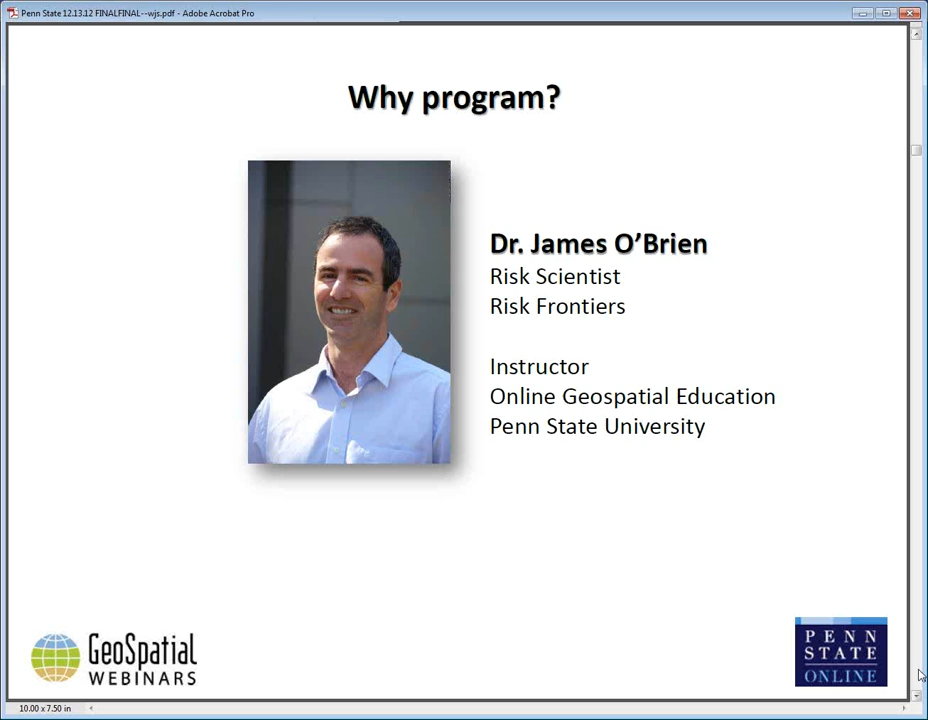 Penn State 12.13.12 FINALFINAL--wjs.pdf - Adobe Acrobat Pro
Why program?
Dr. James O’Brien
Risk Scientist
Risk Frontiers
Instructor
Online Geospatial Education
Penn State University
GeoSpatial
WEBINARS
PENN
STATE
ONLINE
10.00 x 7.50 in